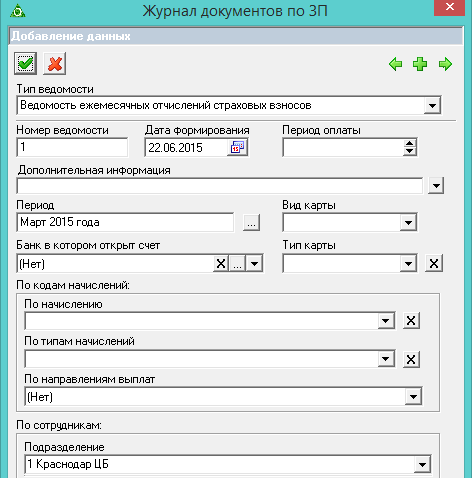 Журнал документов по ЗП
Добавление данных
Тип ведомости
Ведомость ежемесячных отчислений страховых взносов
Номер ведомости Дата формирования Период оплаты
1 22.06.2015
Дополнительная информация
Период Вид карты
Март 2015 года ...
Банк в котором открыт счет Тип карты
(Нет) X ... X
По кодам начислений:
По начислению
X
По типам начислений
X
По направлениям выплат
(Нет)
По сотрудникам:
Подразделение
1 Краснодар ЦБ